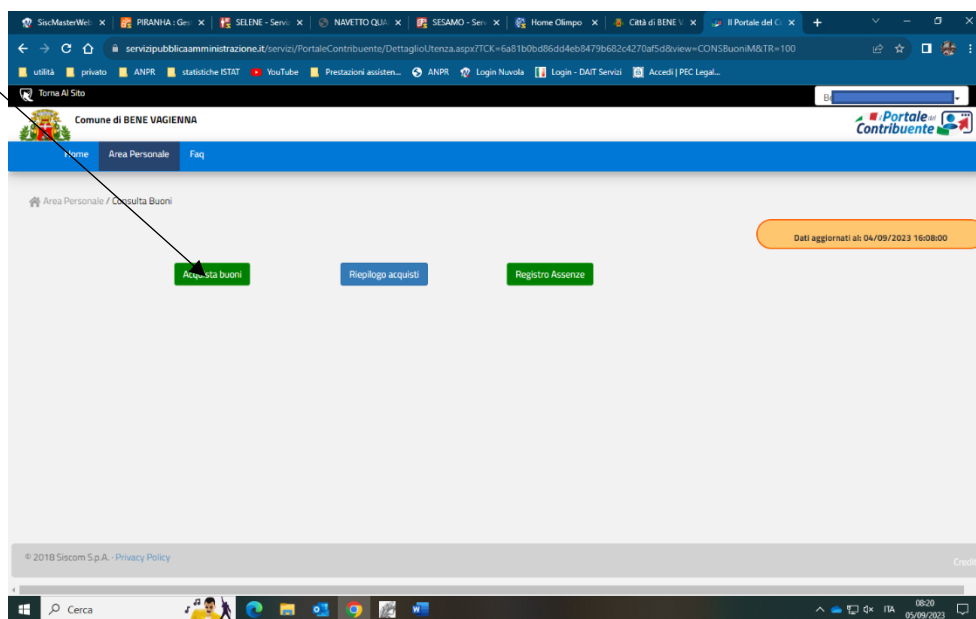 SiscMasterWeb
PIRANHA : Ges
SELENE - Servi
NAVETTO QUA
SESAMO - Serv
Home Olimpo
Città di BENE V
Il Portale del Co
servizipubblicaamministrazione.it/servizi/PortaleContribuente/DettaglioUtenza.aspx?TCK=6a81b0bd86dd4eb8479b682c4270af5d&view=CONSBuoniM&TR=100
utilità privato ANPR statistiche ISTAT YouTube Prestazioni assisten... ANPR Login Nuvola Login - DAIT Servizi Accedi | PEC Legal...
Torna Al Sito
Comune di BENE VAGIENNA
il Portale del
Contribuente
Home Area Personale Faq
Area Personale / Consulta Buoni
Dati aggiornati al: 04/09/2023 16:08:00
Acquista buoni Riepilogo acquisti Registro Assenze
© 2018 Siscom S.p.A. - Privacy Policy
Credit
Cerca
ITA
08:20
05/09/2023